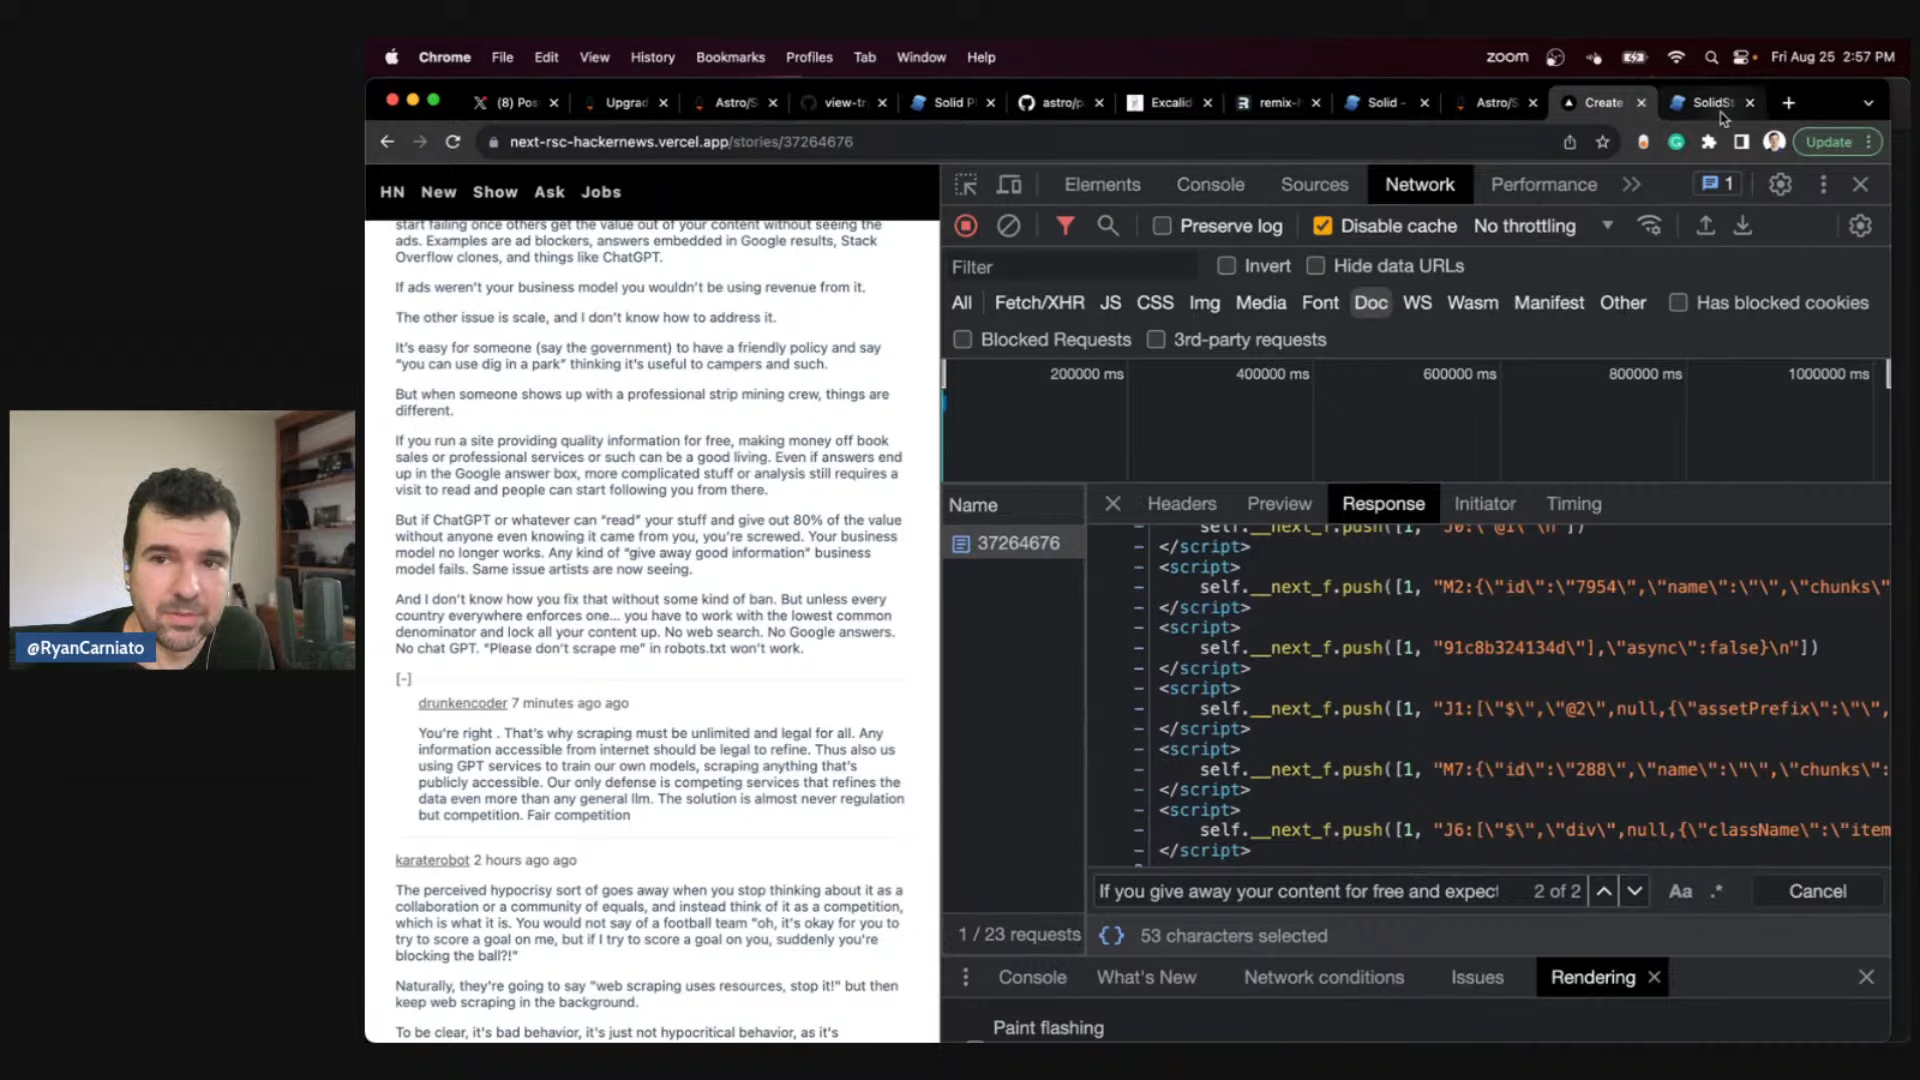 Chrome File Edit View History Bookmarks Profiles Tab Window Help zoom Fri Aug 25 2:57 PM
(8) Pos Upgrad Astro/S view-tr Solid P astro/p Excalid remix- Solid - Astro/S Create SolidSt
next-rsc-hackernews.vercel.app/stories/37264676 Update
HN New Show Ask Jobs
start failing once others get the value out of your content without seeing the
ads. Examples are ad blockers, answers embedded in Google results, Stack
Overflow clones, and things like ChatGPT.
If ads weren't your business model you wouldn't be using revenue from it.
The other issue is scale, and I don't know how to address it.
It's easy for someone (say the government) to have a friendly policy and say
"you can use dig in a park" thinking it's useful to campers and such.
But when someone shows up with a professional strip mining crew, things are
different.
If you run a site providing quality information for free, making money off book
sales or professional services or such can be a good living. Even if answers end
up in the Google answer box, more complicated stuff or analysis still requires a
visit to read and people can start following you from there.
But if ChatGPT or whatever can "read" your stuff and give out 80% of the value
without anyone even knowing it came from you, you're screwed. Your business
model no longer works. Any kind of "give away good information" business
model fails. Same issue artists are now seeing.
And I don't know how you fix that without some kind of ban. But unless every
country everywhere enforces one... you have to work with the lowest common
denominator and lock all your content up. No web search. No Google answers.
No chat GPT. "Please don't scrape me" in robots.txt won't work.
[-]
drunkencoder 7 minutes ago ago
You're right . That's why scraping must be unlimited and legal for all. Any
information accessible from internet should be legal to refine. Thus also us
using GPT services to train our own models, scraping anything that's
publicly accessible. Our only defense is competing services that refines the
data even more than any general llm. The solution is almost never regulation
but competition. Fair competition
karaterobot 2 hours ago ago
The perceived hypocrisy sort of goes away when you stop thinking about it as a
collaboration or a community of equals, and instead think of it as a competition,
which is what it is. You would not say of a football team "oh, it's okay for you to
try to score a goal on me, but if I try to score a goal on you, suddenly you're
blocking the ball?!"
Naturally, they're going to say "web scraping uses resources, stop it!" but then
keep web scraping in the background.
To be clear, it's bad behavior, it's just not hypocritical behavior, as it's
Elements Console Sources Network Performance 1
Preserve log Disable cache No throttling
Filter Invert Hide data URLs
All Fetch/XHR JS CSS Img Media Font Doc WS Wasm Manifest Other Has blocked cookies
Blocked Requests 3rd-party requests
200000 ms 400000 ms 600000 ms 800000 ms 1000000 ms
Name Headers Preview Response Initiator Timing
37264676
self.__next_f.push([1, "J0:\"@1\"\n"])
</script>
<script>
self.__next_f.push([1, "M2:{\"id\":\"7954\",\"name\":\"\",\"chunks\"
</script>
<script>
self.__next_f.push([1, "91c8b324134d\"],\"async\":false}\n"])
</script>
<script>
self.__next_f.push([1, "J1:[\"$\",\"@2\",null,{\"assetPrefix\":\"\",
</script>
<script>
self.__next_f.push([1, "M7:{\"id\":\"288\",\"name\":\"\",\"chunks\":
</script>
<script>
self.__next_f.push([1, "J6:[\"$\",\"div\",null,{\"className\":\"item
</script>
If you give away your content for free and expect 2 of 2 Aa .* Cancel
1 / 23 requests {} 53 characters selected
Console What's New Network conditions Issues Rendering
Paint flashing
@RyanCarniato